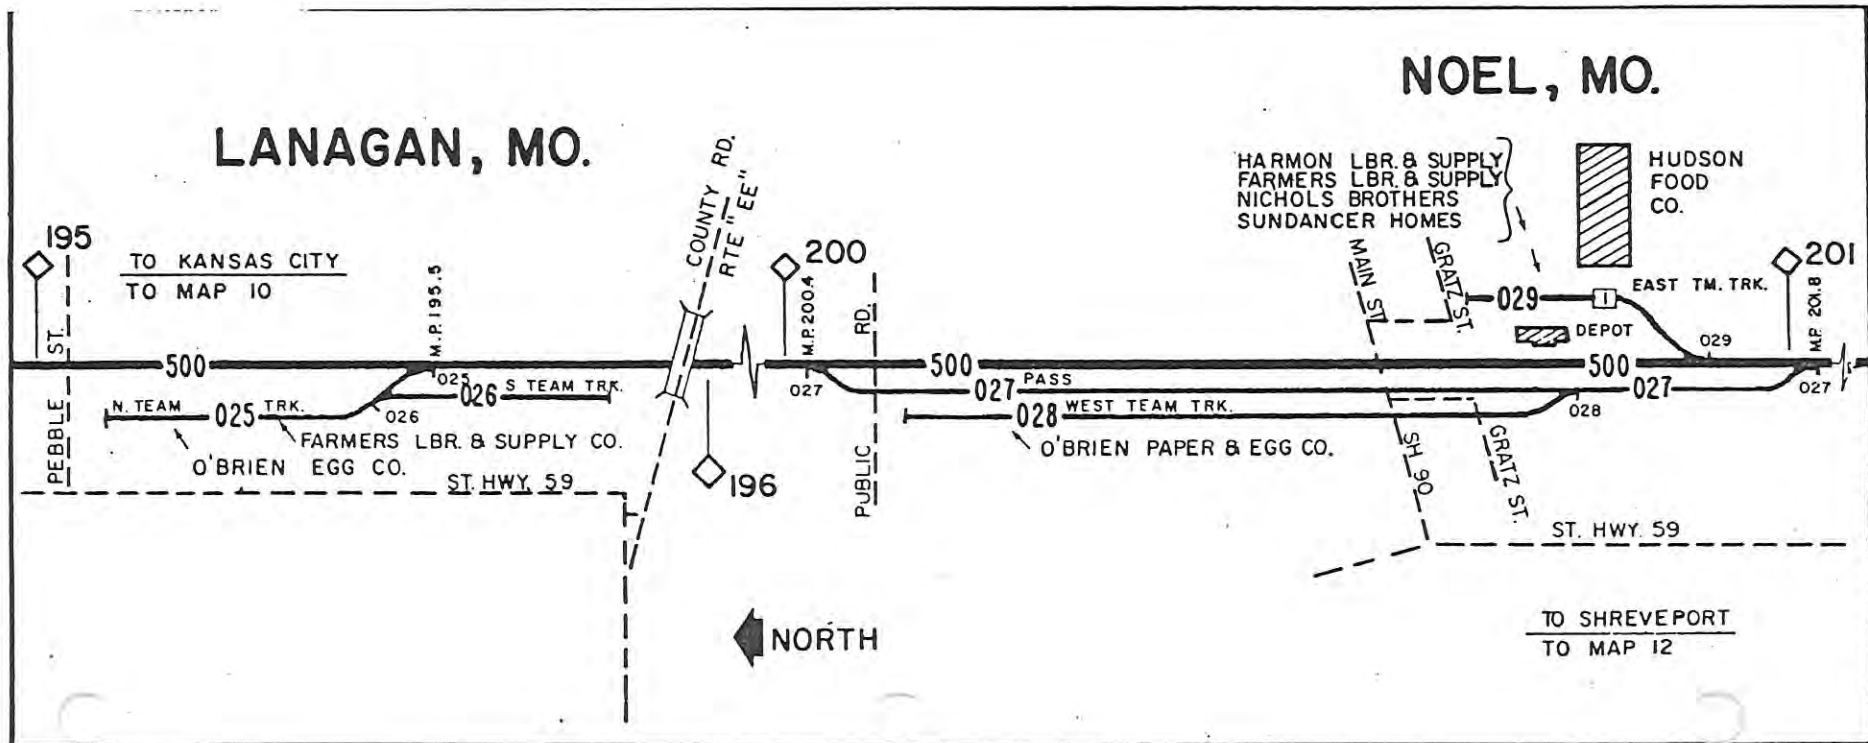 LANAGAN, MO.
NOEL, MO.
195
TO KANSAS CITY
TO MAP 10
PEBBLE ST.
500
M.P. 195.5
025
026
S TEAM TRK.
026
N. TEAM 025 TRK.
FARMERS LBR. & SUPPLY CO.
O'BRIEN EGG CO.
ST. HWY. 59
COUNTY RD.
RTE "EE"
196
200
M.P. 200.4
027
PUBLIC RD.
500
027 PASS
028 WEST TEAM TRK.
O'BRIEN PAPER & EGG CO.
HARMON LBR. & SUPPLY
FARMERS LBR. & SUPPLY
NICHOLS BROTHERS
SUNDANCER HOMES
HUDSON
FOOD
CO.
MAIN ST.
GRATZ ST.
029
1
EAST TM. TRK.
DEPOT
029
201
M.P. 201.8
500
027
027
028
SH 90
GRATZ ST.
ST. HWY. 59
NORTH
TO SHREVEPORT
TO MAP 12